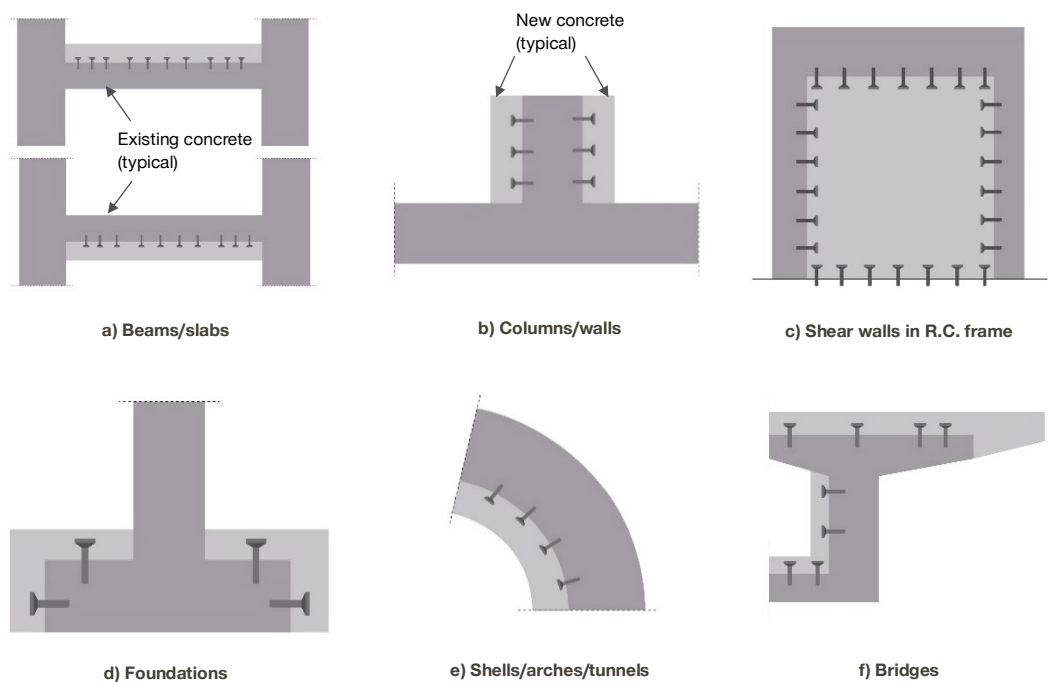 New concrete
(typical)
Existing concrete
(typical)
a) Beams/slabs
b) Columns/walls
c) Shear walls in R.C. frame
d) Foundations
e) Shells/arches/tunnels
f) Bridges